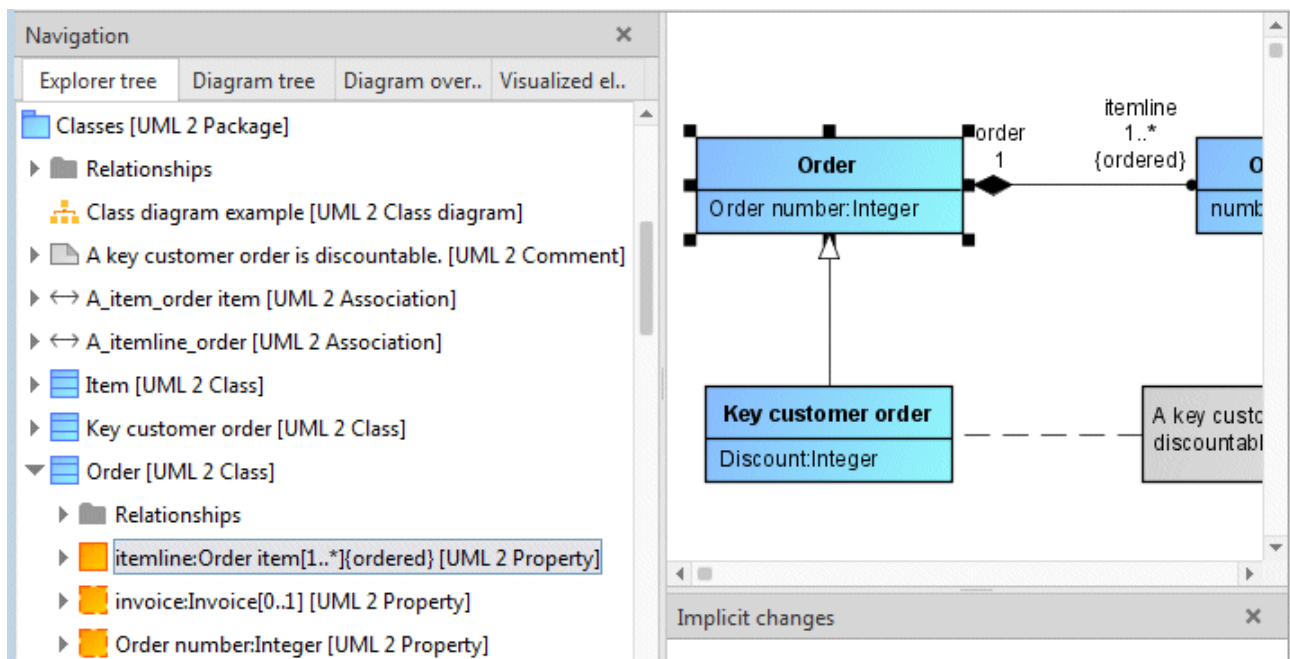 Navigation
Explorer tree
Diagram tree
Diagram over..
Visualized el..
Classes [UML 2 Package]
Relationships
Class diagram example [UML 2 Class diagram]
A key customer order is discountable. [UML 2 Comment]
A_item_order item [UML 2 Association]
A_itemline_order [UML 2 Association]
Item [UML 2 Class]
Key customer order [UML 2 Class]
Order [UML 2 Class]
Relationships
itemline:Order item[1..*]{ordered} [UML 2 Property]
invoice:Invoice[0..1] [UML 2 Property]
Order number:Integer [UML 2 Property]
Order
Order number:Integer
order
1
itemline
1..*
{ordered}
O
numb
Key customer order
Discount:Integer
A key custo
discountabl
Implicit changes